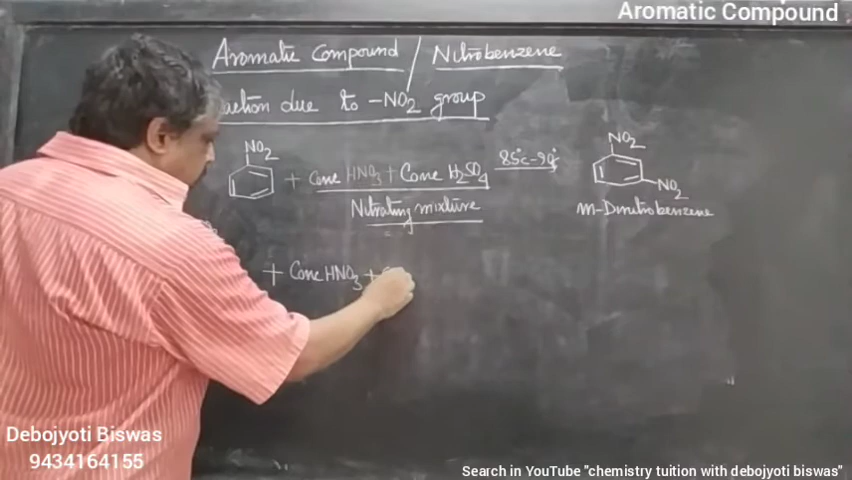 Aromatic Compound
Aromatic Compound / Nitrobenzene
due to -NO2 group
NO2
+ Conc HNO3 + Conc H2SO4
85°c-90°
NO2
NO2
Nitrating mixture
m-Dinitrobenzene
+ Conc HNO3 +
Debojyoti Biswas
9434164155
Search in YouTube "chemistry tuition with debojyoti biswas"